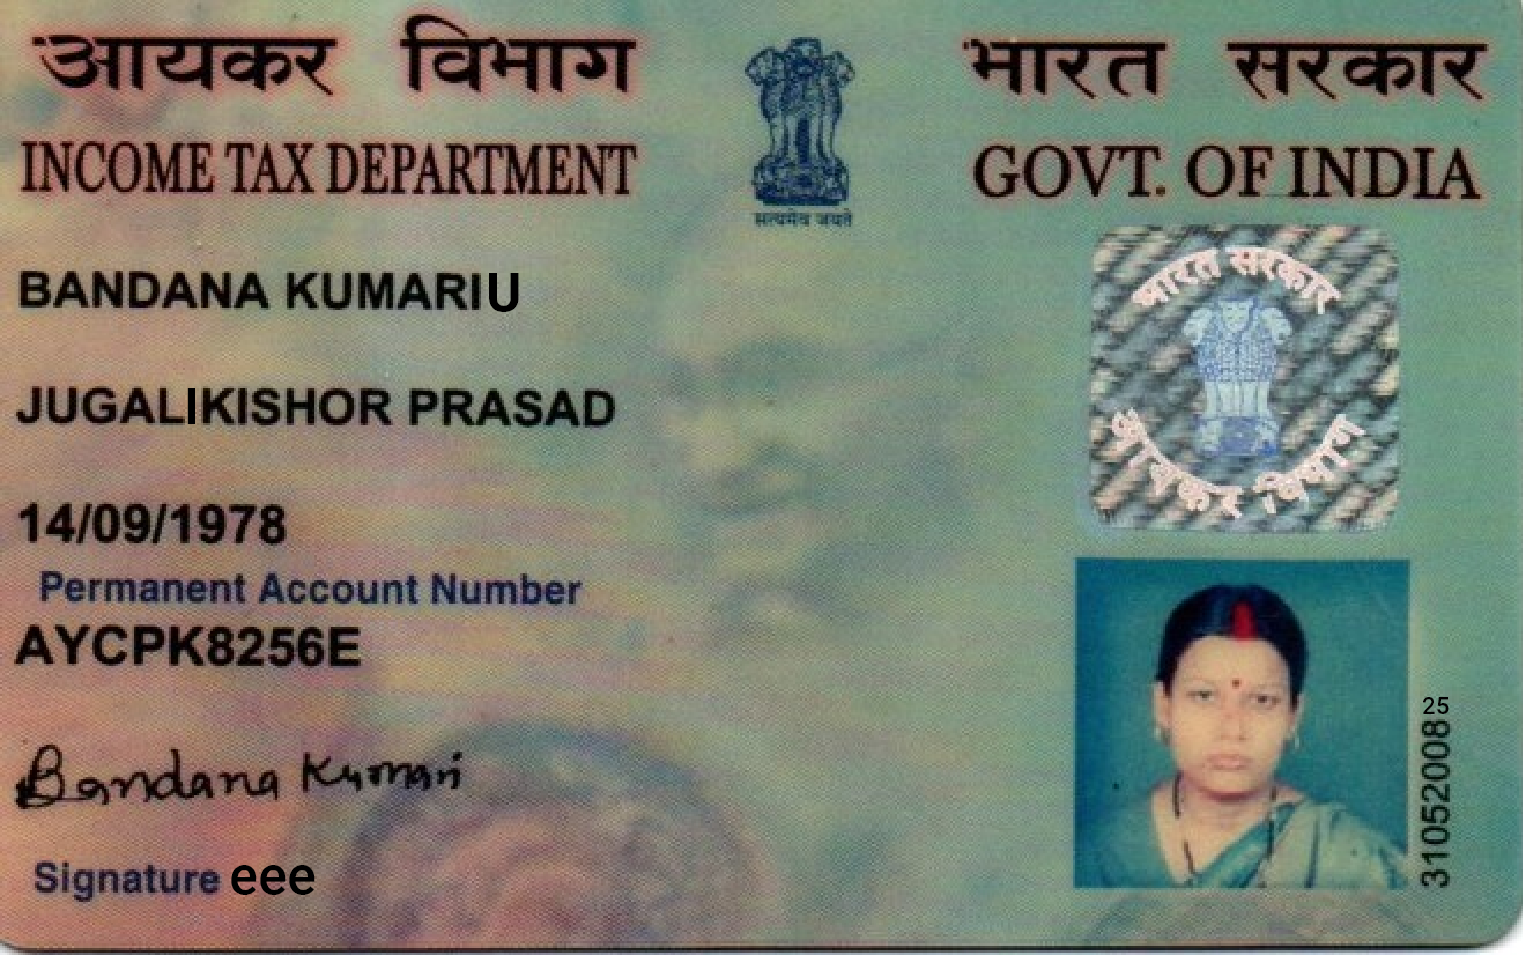 आयकर विभाग
INCOME TAX DEPARTMENT
सत्यमेव जयते
भारत सरकार
GOVT. OF INDIA
BANDANA KUMARIU
JUGALIKISHOR PRASAD
14/09/1978
Permanent Account Number
AYCPK8256E
Bandana Kumari
Signature eee
भारत सरकार
आयकर विभाग
25
31052008